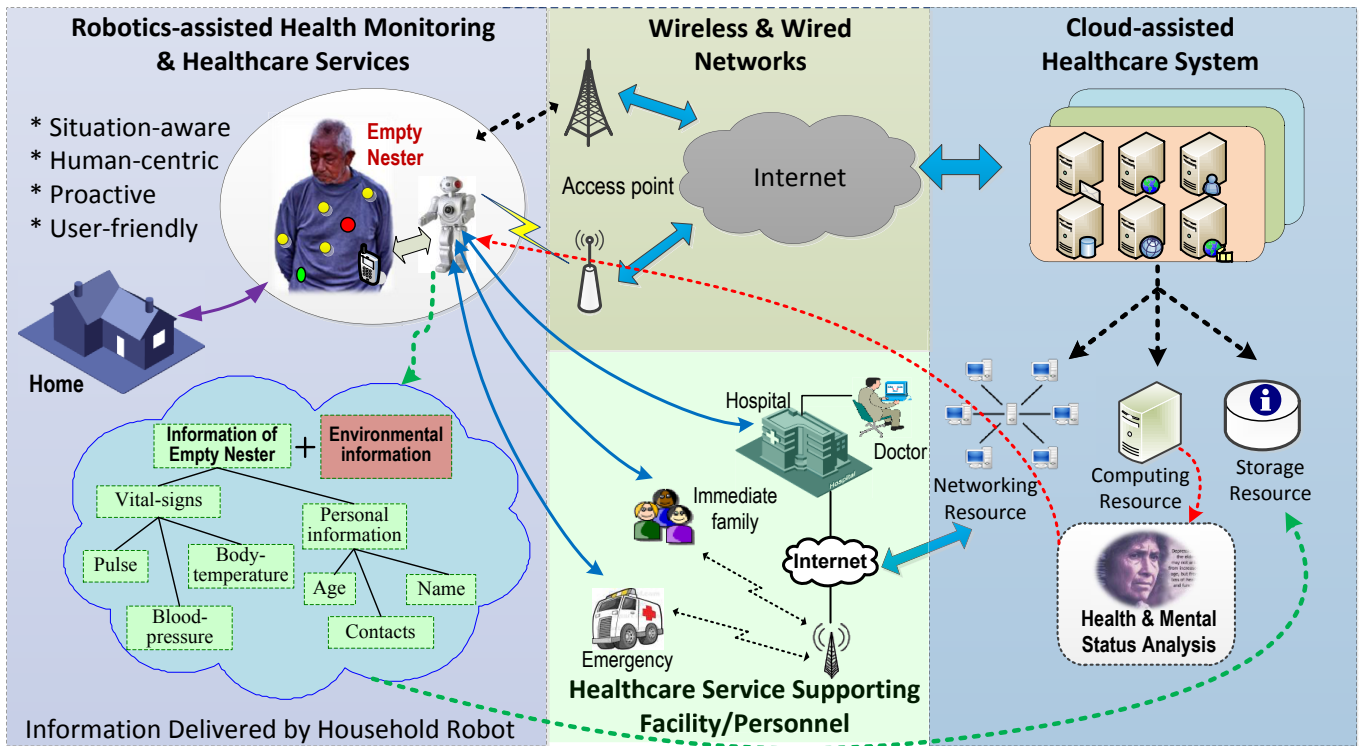 Robotics-assisted Health Monitoring
& Healthcare Services
* Situation-aware
* Human-centric
* Proactive
* User-friendly
Empty
Nester
Home
Information of
Empty Nester
+
Environmental
information
Vital-signs
Personal
information
Pulse
Body-
temperature
Age
Name
Blood-
pressure
Contacts
Information Delivered by Household Robot
Wireless & Wired
Networks
Access point
Internet
Hospital
Doctor
Hospital
Immediate
family
Internet
Emergency
Healthcare Service Supporting
Facility/Personnel
Cloud-assisted
Healthcare System
Networking
Resource
Computing
Resource
Storage
Resource
Health & Mental
Status Analysis